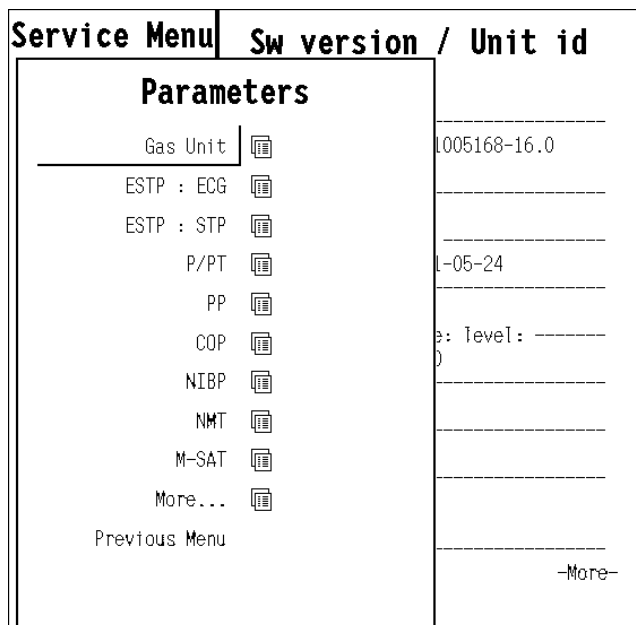 Service Menu
Sw version / Unit id
Parameters
Gas Unit
ESTP : ECG
ESTP : STP
P/PT
PP
COP
NIBP
NMT
M-SAT
More...
Previous Menu
1005168-16.0
1-05-24
e: level: -------
-More-